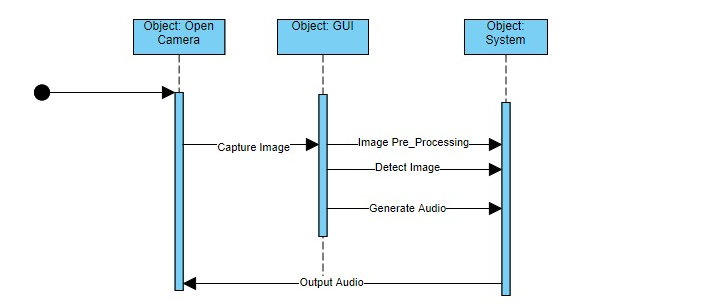 Object: Open
Camera
Object: GUI
Object:
System
Capture Image
Image Pre_Processing
Detect Image
Generate Audio
Output Audio